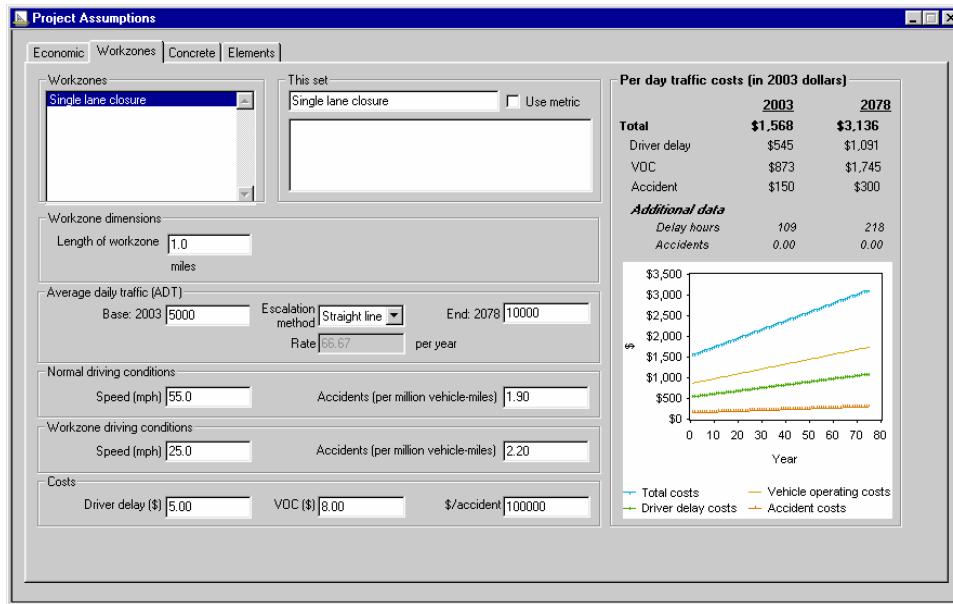 Project Assumptions
Economic Workzones Concrete Elements
Workzones
Single lane closure
This set
Single lane closure Use metric
Workzone dimensions
Length of workzone 1.0
miles
Average daily traffic (ADT)
Base: 2003 5000 Escalation method Straight line End: 2078 10000
Rate 66.67 per year
Normal driving conditions
Speed (mph) 55.0 Accidents (per million vehicle-miles) 1.90
Workzone driving conditions
Speed (mph) 25.0 Accidents (per million vehicle-miles) 2.20
Costs
Driver delay ($) 5.00 VOC ($) 8.00 $/accident 100000
Per day traffic costs (in 2003 dollars)
2003 2078
Total $1,568 $3,136
Driver delay $545 $1,091
VOC $873 $1,745
Accident $150 $300
Additional data
Delay hours 109 218
Accidents 0.00 0.00
$3,500
$3,000
$2,500
$2,000
$1,500
$1,000
$500
$0
$
0 10 20 30 40 50 60 70 80
Year
Total costs Vehicle operating costs
Driver delay costs Accident costs